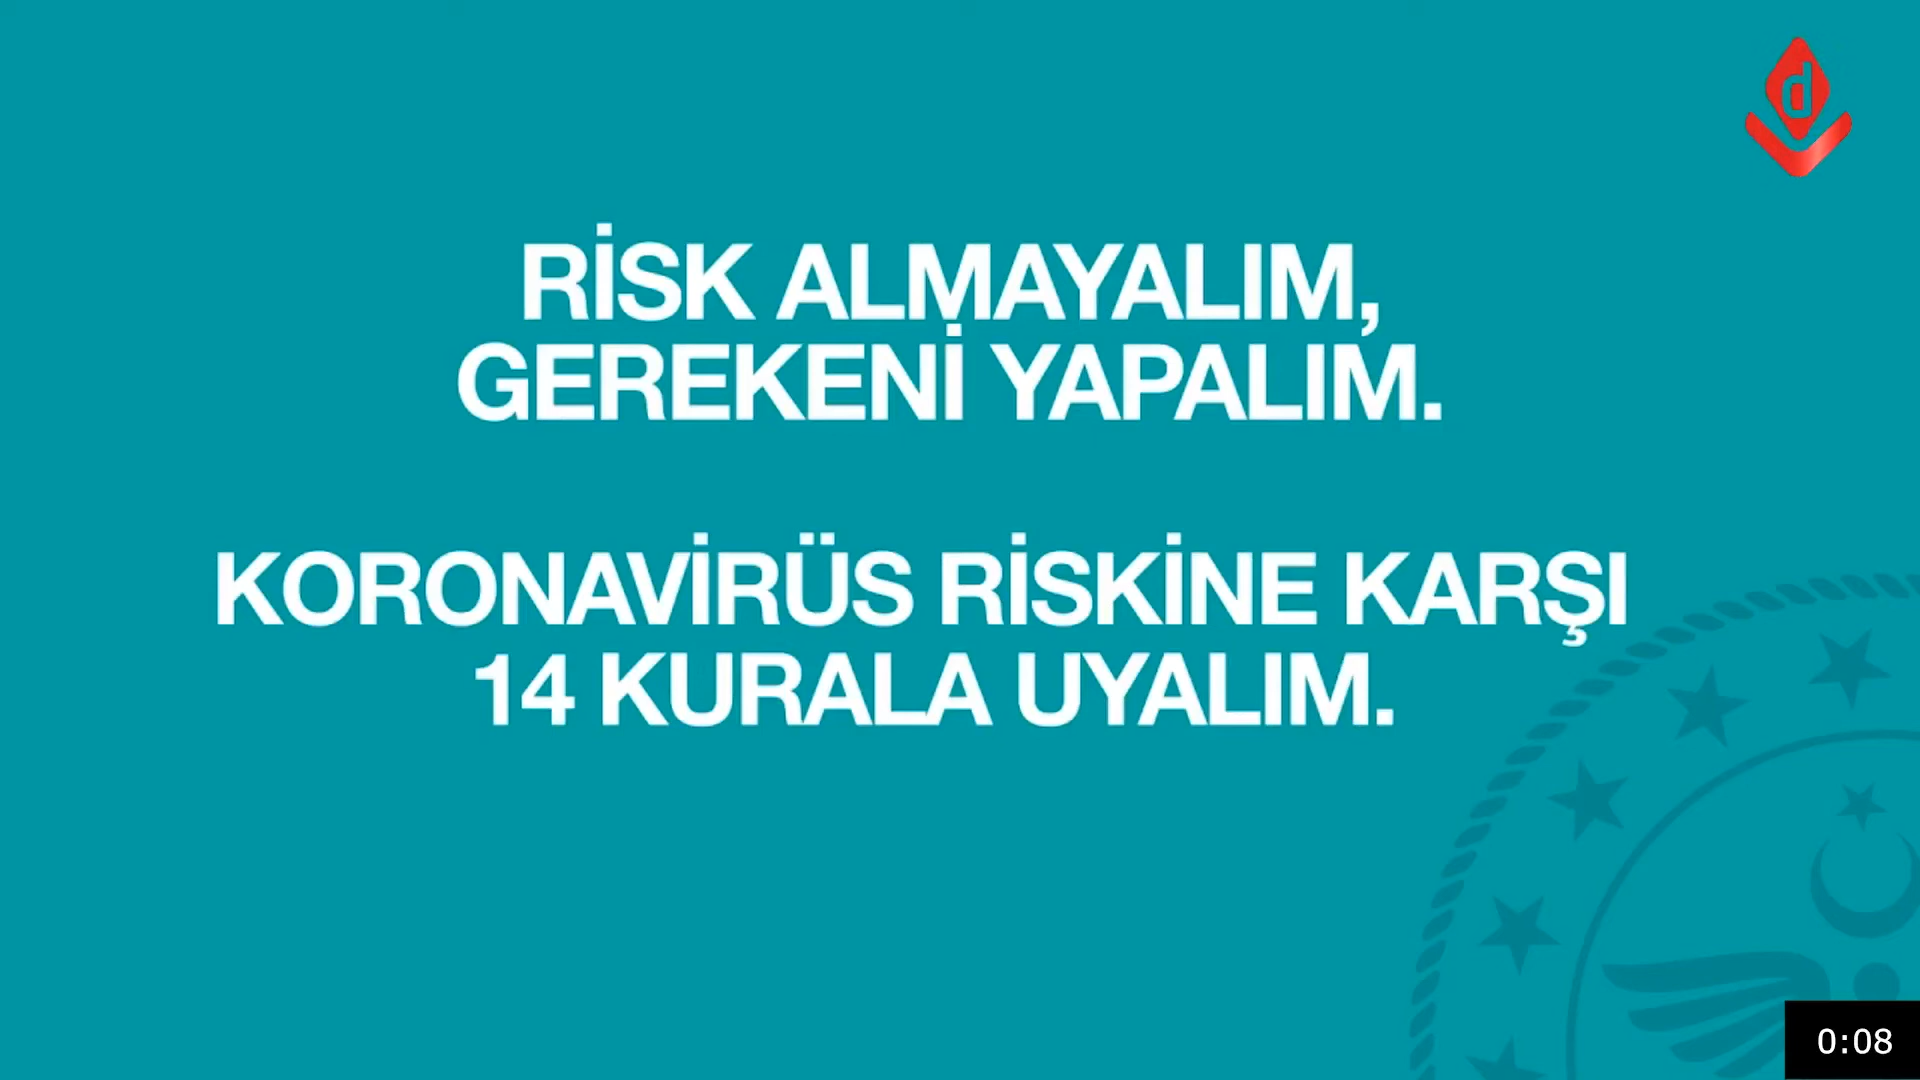 d
RİSK ALMAYALIM,
GEREKENİ YAPALIM.
KORONAVİRÜS RİSKİNE KARŞI
14 KURALA UYALIM.
0:08